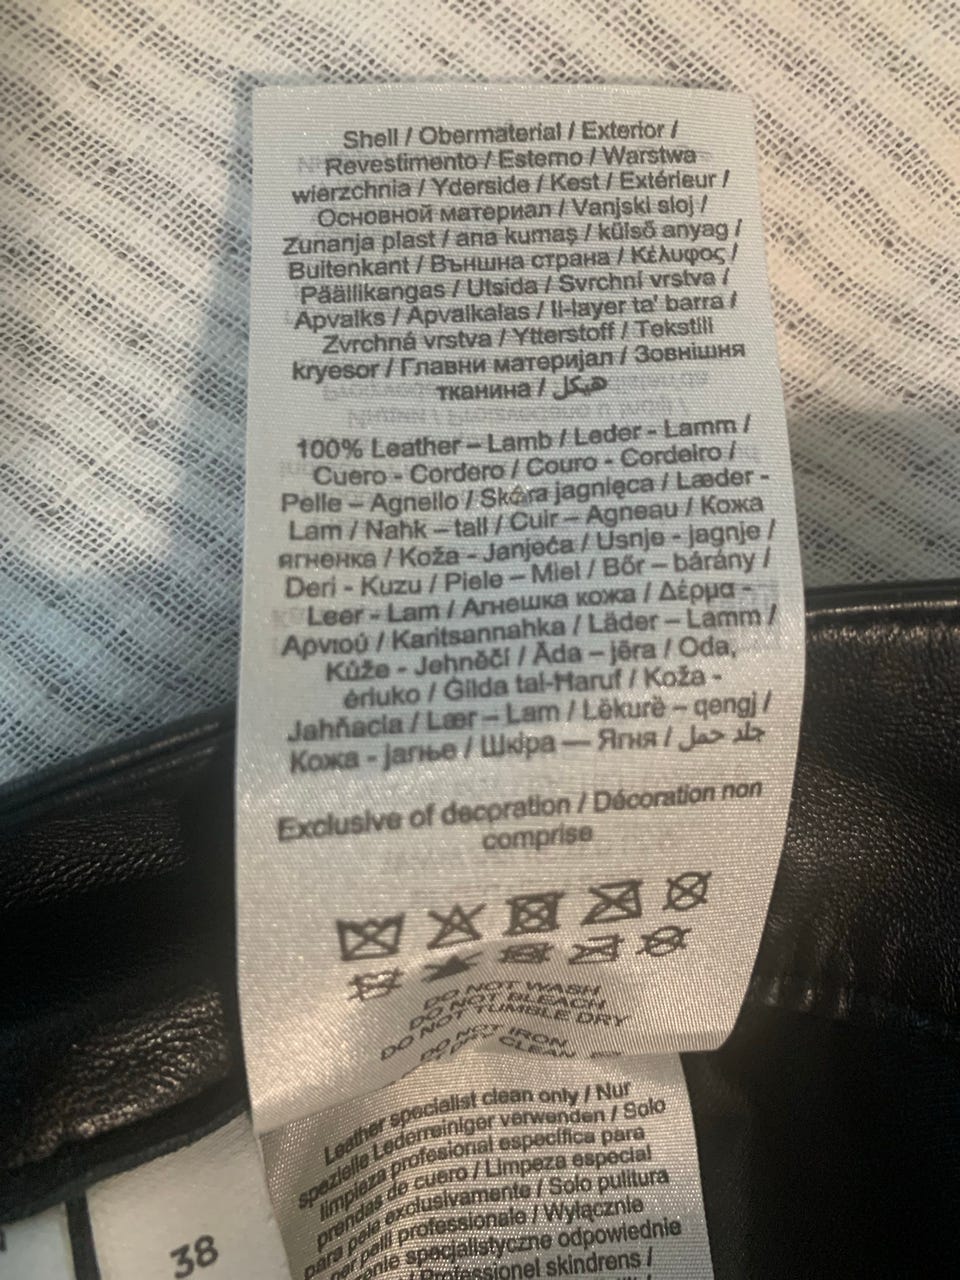 Shell / Obermaterial / Exterior /
Revestimento / Esterno / Warstwa
wierzchnia / Yderside / Kest / Extérieur /
Основной материал / Vanjski sloj /
Zunanja plast / ana kumaş / külső anyag /
Buitenkant / Външна страна / Κέλυφος /
Päällikangas / Utsida / Svrchní vrstva /
Apvalks / Apvalkalas / Il-layer ta' barra /
Zvrchná vrstva / Ytterstoff / Tekstili
kryesor / Главни материјал / Зовнішня
тканина / هيكل
100% Leather – Lamb / Leder - Lamm /
Cuero - Cordero / Couro - Cordeiro /
Pelle – Agnello / Skóra jagnięca / Læder -
Lam / Nahk – tall / Cuir – Agneau / Кожа
ягненка / Koža - Janjeća / Usnje - jagnje /
Deri - Kuzu / Piele – Miel / Bőr – bárány /
Leer - Lam / Агнешка кожа / Δέρμα -
Αρνιού / Karitsannahka / Läder – Lamm /
Kůže - Jehněčí / Āda – jēra / Oda,
ėriuko / Ġilda tal-Ħaruf / Koža -
Jahňacia / Lær – Lam / Lëkurë – qengj /
Кожа - јагње / Шкіра — Ягня / جلد حمل
Exclusive of decoration / Décoration non
comprise
DO NOT WASH
DO NOT BLEACH
DO NOT TUMBLE DRY
DO NOT IRON
DRY CLEAN
Leather specialist clean only / Nur
spezielle Lederreiniger verwenden / Solo
limpieza profesional específica para
prendas de cuero / Limpeza especial
para pele exclusivamente / Solo pulitura
per pelli professionale / Wyłącznie
specjalistyczne odpowiednie
Professionel skindrens /
38